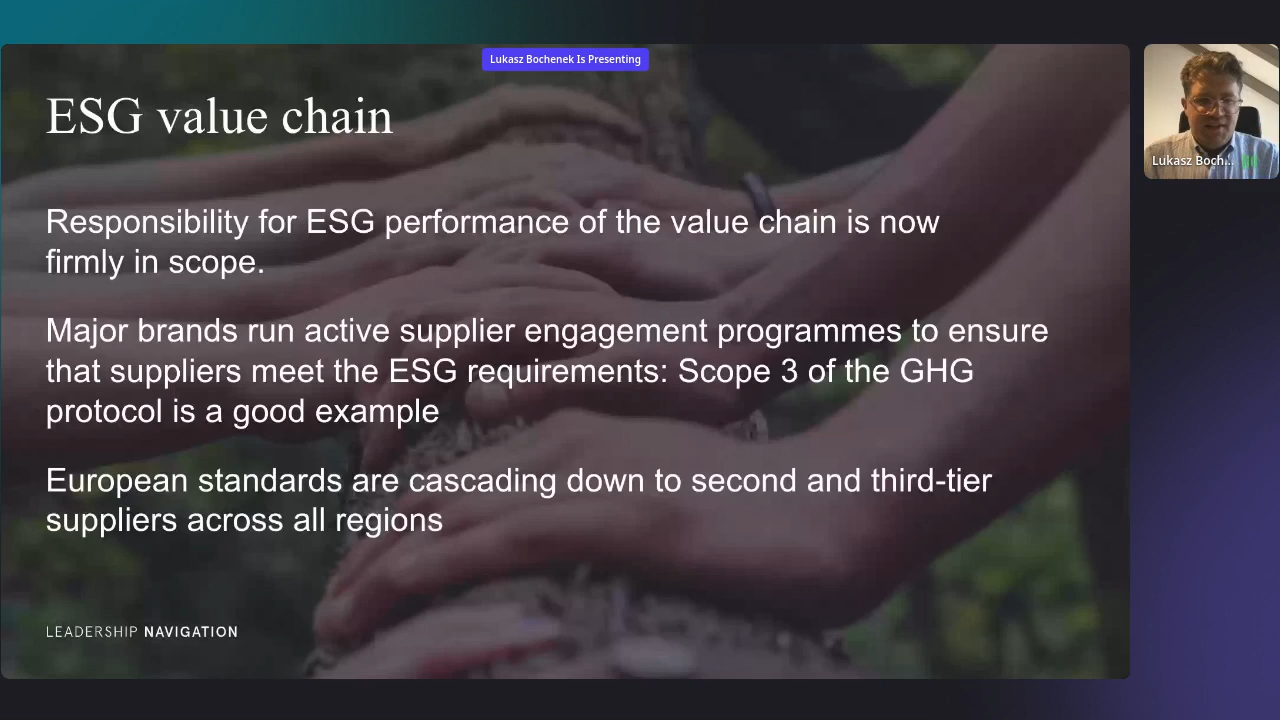 Lukasz Bochenek Is Presenting
ESG value chain
Responsibility for ESG performance of the value chain is now
firmly in scope.
Major brands run active supplier engagement programmes to ensure
that suppliers meet the ESG requirements: Scope 3 of the GHG
protocol is a good example
European standards are cascading down to second and third-tier
suppliers across all regions
LEADERSHIP NAVIGATION
Lukasz Boch...